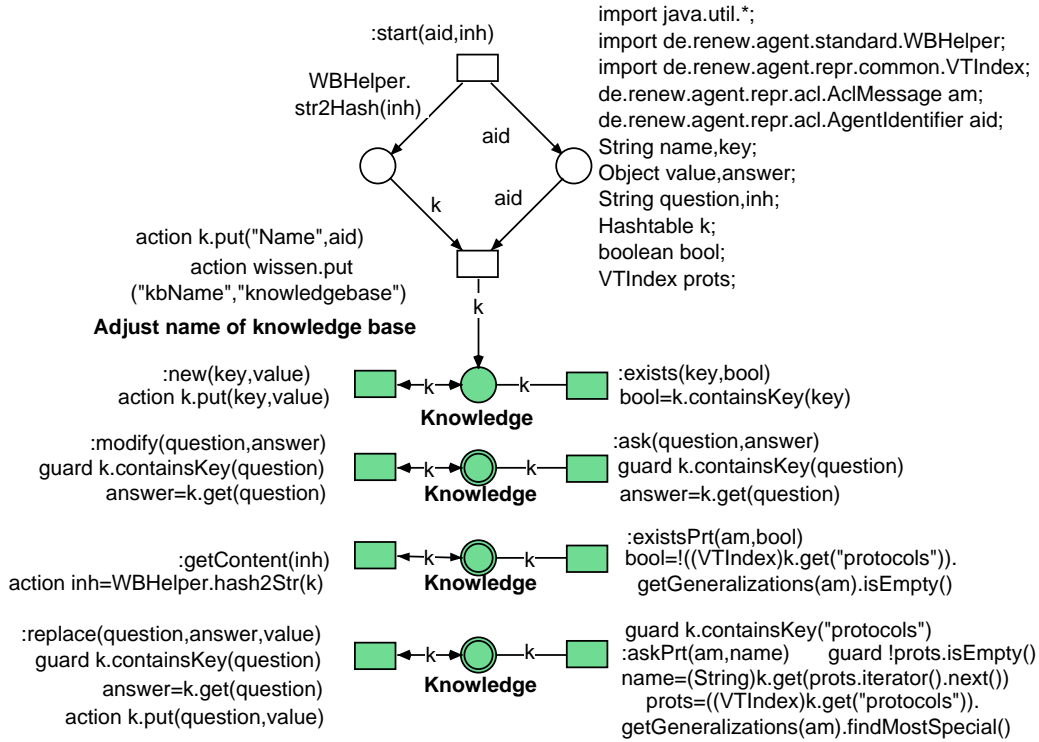 :start(aid,inh)
WBHelper.
str2Hash(inh)
aid
k
aid
import java.util.*;
import de.renew.agent.standard.WBHelper;
import de.renew.agent.repr.common.VTIndex;
de.renew.agent.repr.acl.AclMessage am;
de.renew.agent.repr.acl.AgentIdentifier aid;
String name,key;
Object value,answer;
String question,inh;
Hashtable k;
boolean bool;
VTIndex prots;
action k.put("Name",aid)
action wissen.put
("kbName","knowledgebase")
k
Adjust name of knowledge base
:new(key,value)
action k.put(key,value)
k
k
Knowledge
:exists(key,bool)
bool=k.containsKey(key)
:modify(question,answer)
guard k.containsKey(question)
answer=k.get(question)
k
k
Knowledge
:ask(question,answer)
guard k.containsKey(question)
answer=k.get(question)
:getContent(inh)
action inh=WBHelper.hash2Str(k)
k
k
Knowledge
:existsPrt(am,bool)
bool=!((VTIndex)k.get("protocols")).
getGeneralizations(am).isEmpty()
:replace(question,answer,value)
guard k.containsKey(question)
answer=k.get(question)
action k.put(question,value)
k
k
Knowledge
guard k.containsKey("protocols")
:askPrt(am,name) guard !prots.isEmpty()
name=(String)k.get(prots.iterator().next())
prots=((VTIndex)k.get("protocols")).
getGeneralizations(am).findMostSpecial()